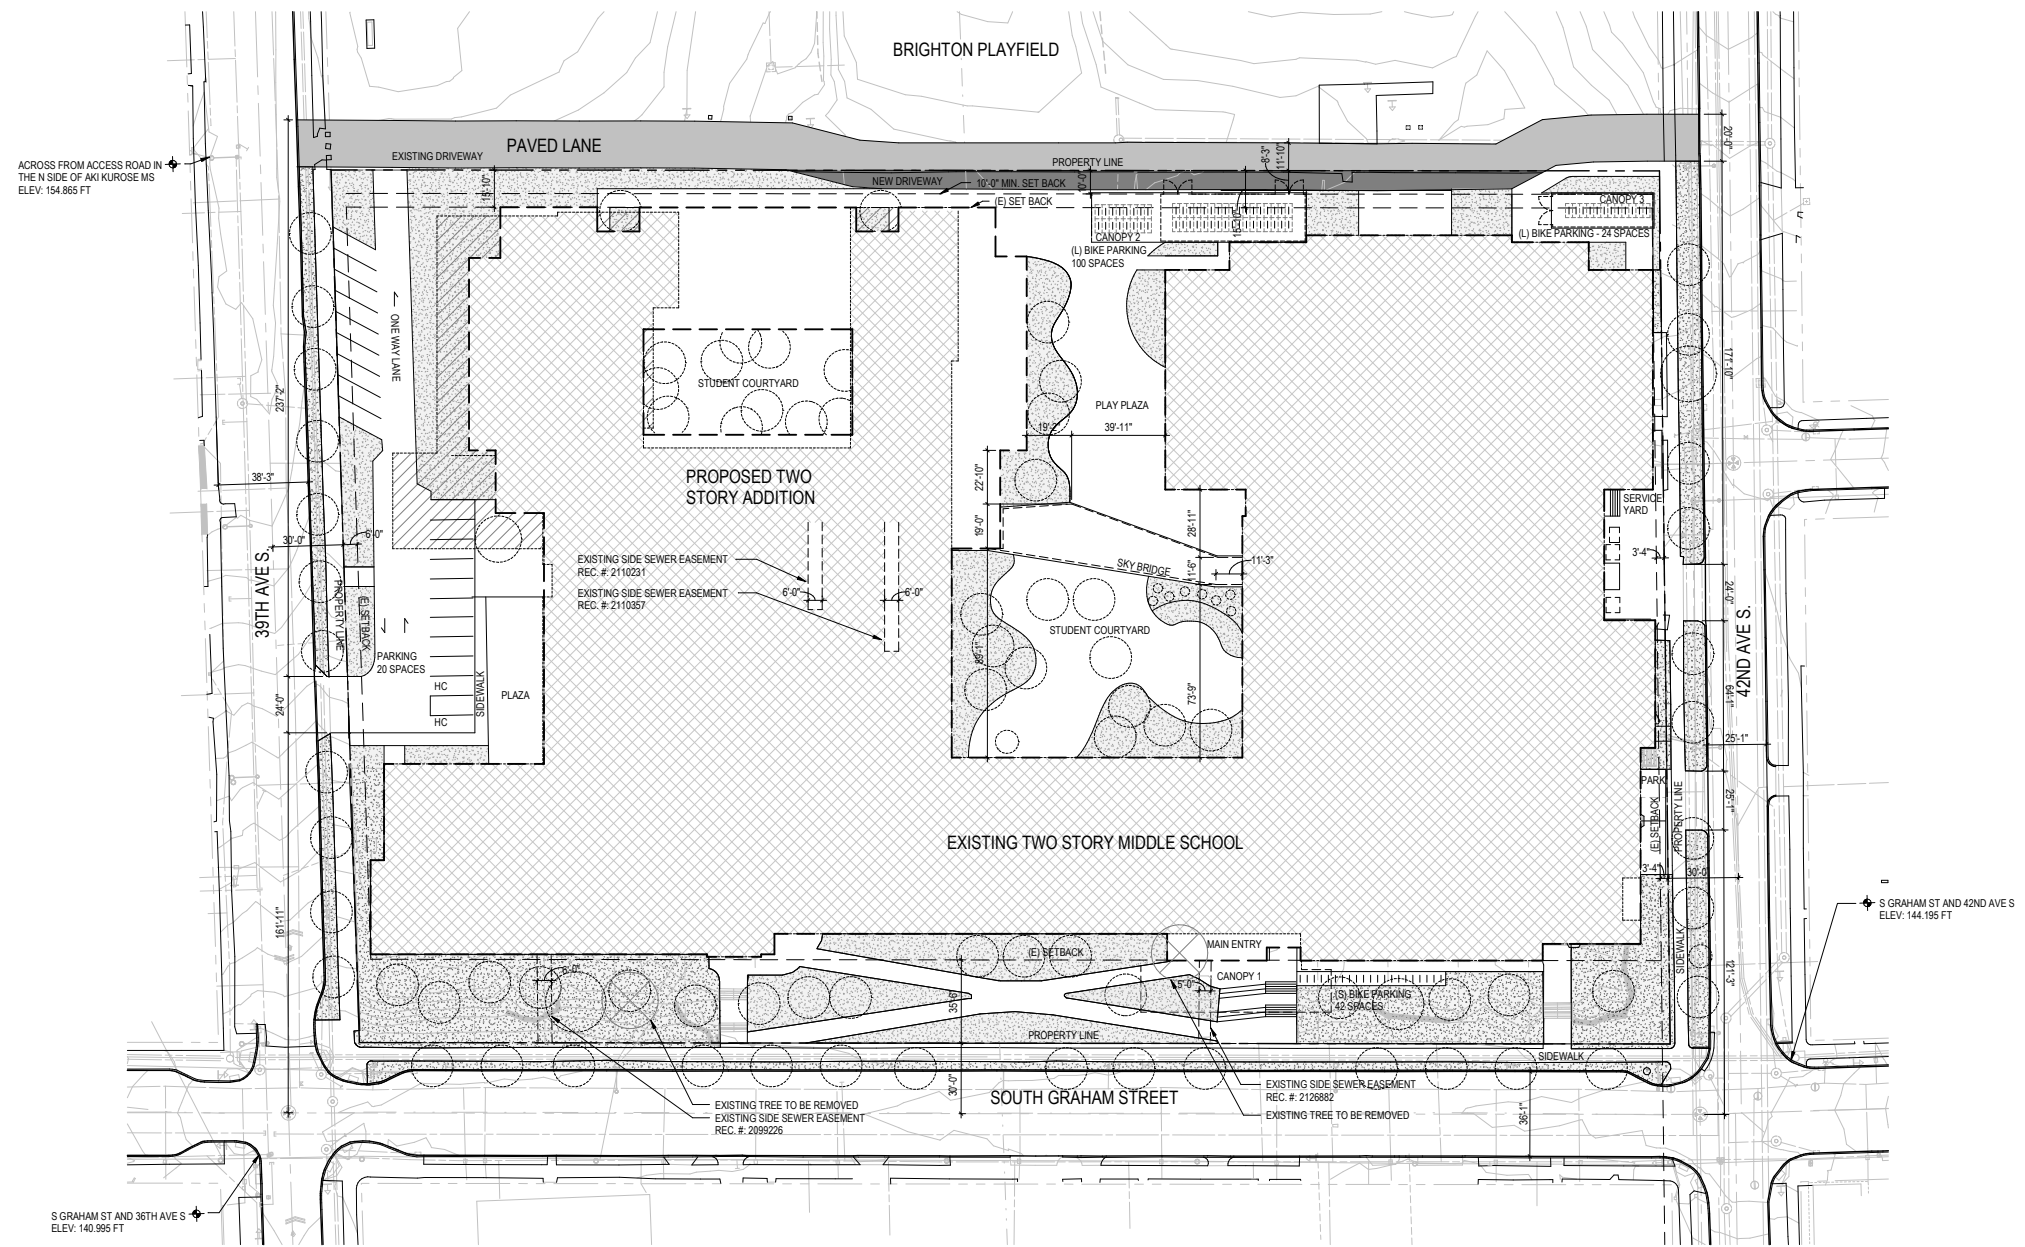 BRIGHTON PLAYFIELD
PAVED LANE
EXISTING DRIVEWAY
PROPERTY LINE
NEW DRIVEWAY
10'-0" MIN. SET BACK
(E) SET BACK
ACROSS FROM ACCESS ROAD IN
THE N SIDE OF AKI KUROSE MS
ELEV: 154.865 FT
15'-10"
10'-0"
8'-3"
11'-10"
15'-10"
20'-0"
CANOPY 2
(L) BIKE PARKING
100 SPACES
CANOPY 3
(L) BIKE PARKING - 24 SPACES
ONE WAY LANE
237'-2"
171'-10"
STUDENT COURTYARD
PLAY PLAZA
19'-2"
39'-11"
PROPOSED TWO
STORY ADDITION
38'-3"
22'-10"
19'-0"
28'-11"
11'-6"
11'-3"
SERVICE
YARD
3'-4"
30'-0"
6'-0"
39TH AVE S.
PROPERTY LINE
(E) SETBACK
EXISTING SIDE SEWER EASEMENT
REC. #: 2110231
EXISTING SIDE SEWER EASEMENT
REC. #: 2110357
6'-0"
6'-0"
SKY BRIDGE
STUDENT COURTYARD
89'-1"
73'-9"
24'-0"
42ND AVE S.
64'-1"
25'-1"
25'-1"
PARKING
20 SPACES
HC
HC
SIDEWALK
PLAZA
24'-0"
PARK
(E) SETBACK
PROPERTY LINE
3'-4"
30'-0"
EXISTING TWO STORY MIDDLE SCHOOL
161'-11"
S GRAHAM ST AND 42ND AVE S
ELEV: 144.195 FT
SIDEWALK
121'-3"
(E) SETBACK
MAIN ENTRY
CANOPY 1
6'-0"
5'-0"
35'-6"
(S) BIKE PARKING
42 SPACES
PROPERTY LINE
SIDEWALK
30'-0"
SOUTH GRAHAM STREET
36'-1"
EXISTING TREE TO BE REMOVED
EXISTING SIDE SEWER EASEMENT
REC. #: 2099226
EXISTING SIDE SEWER EASEMENT
REC. #: 2126882
EXISTING TREE TO BE REMOVED
S GRAHAM ST AND 36TH AVE S
ELEV: 140.995 FT